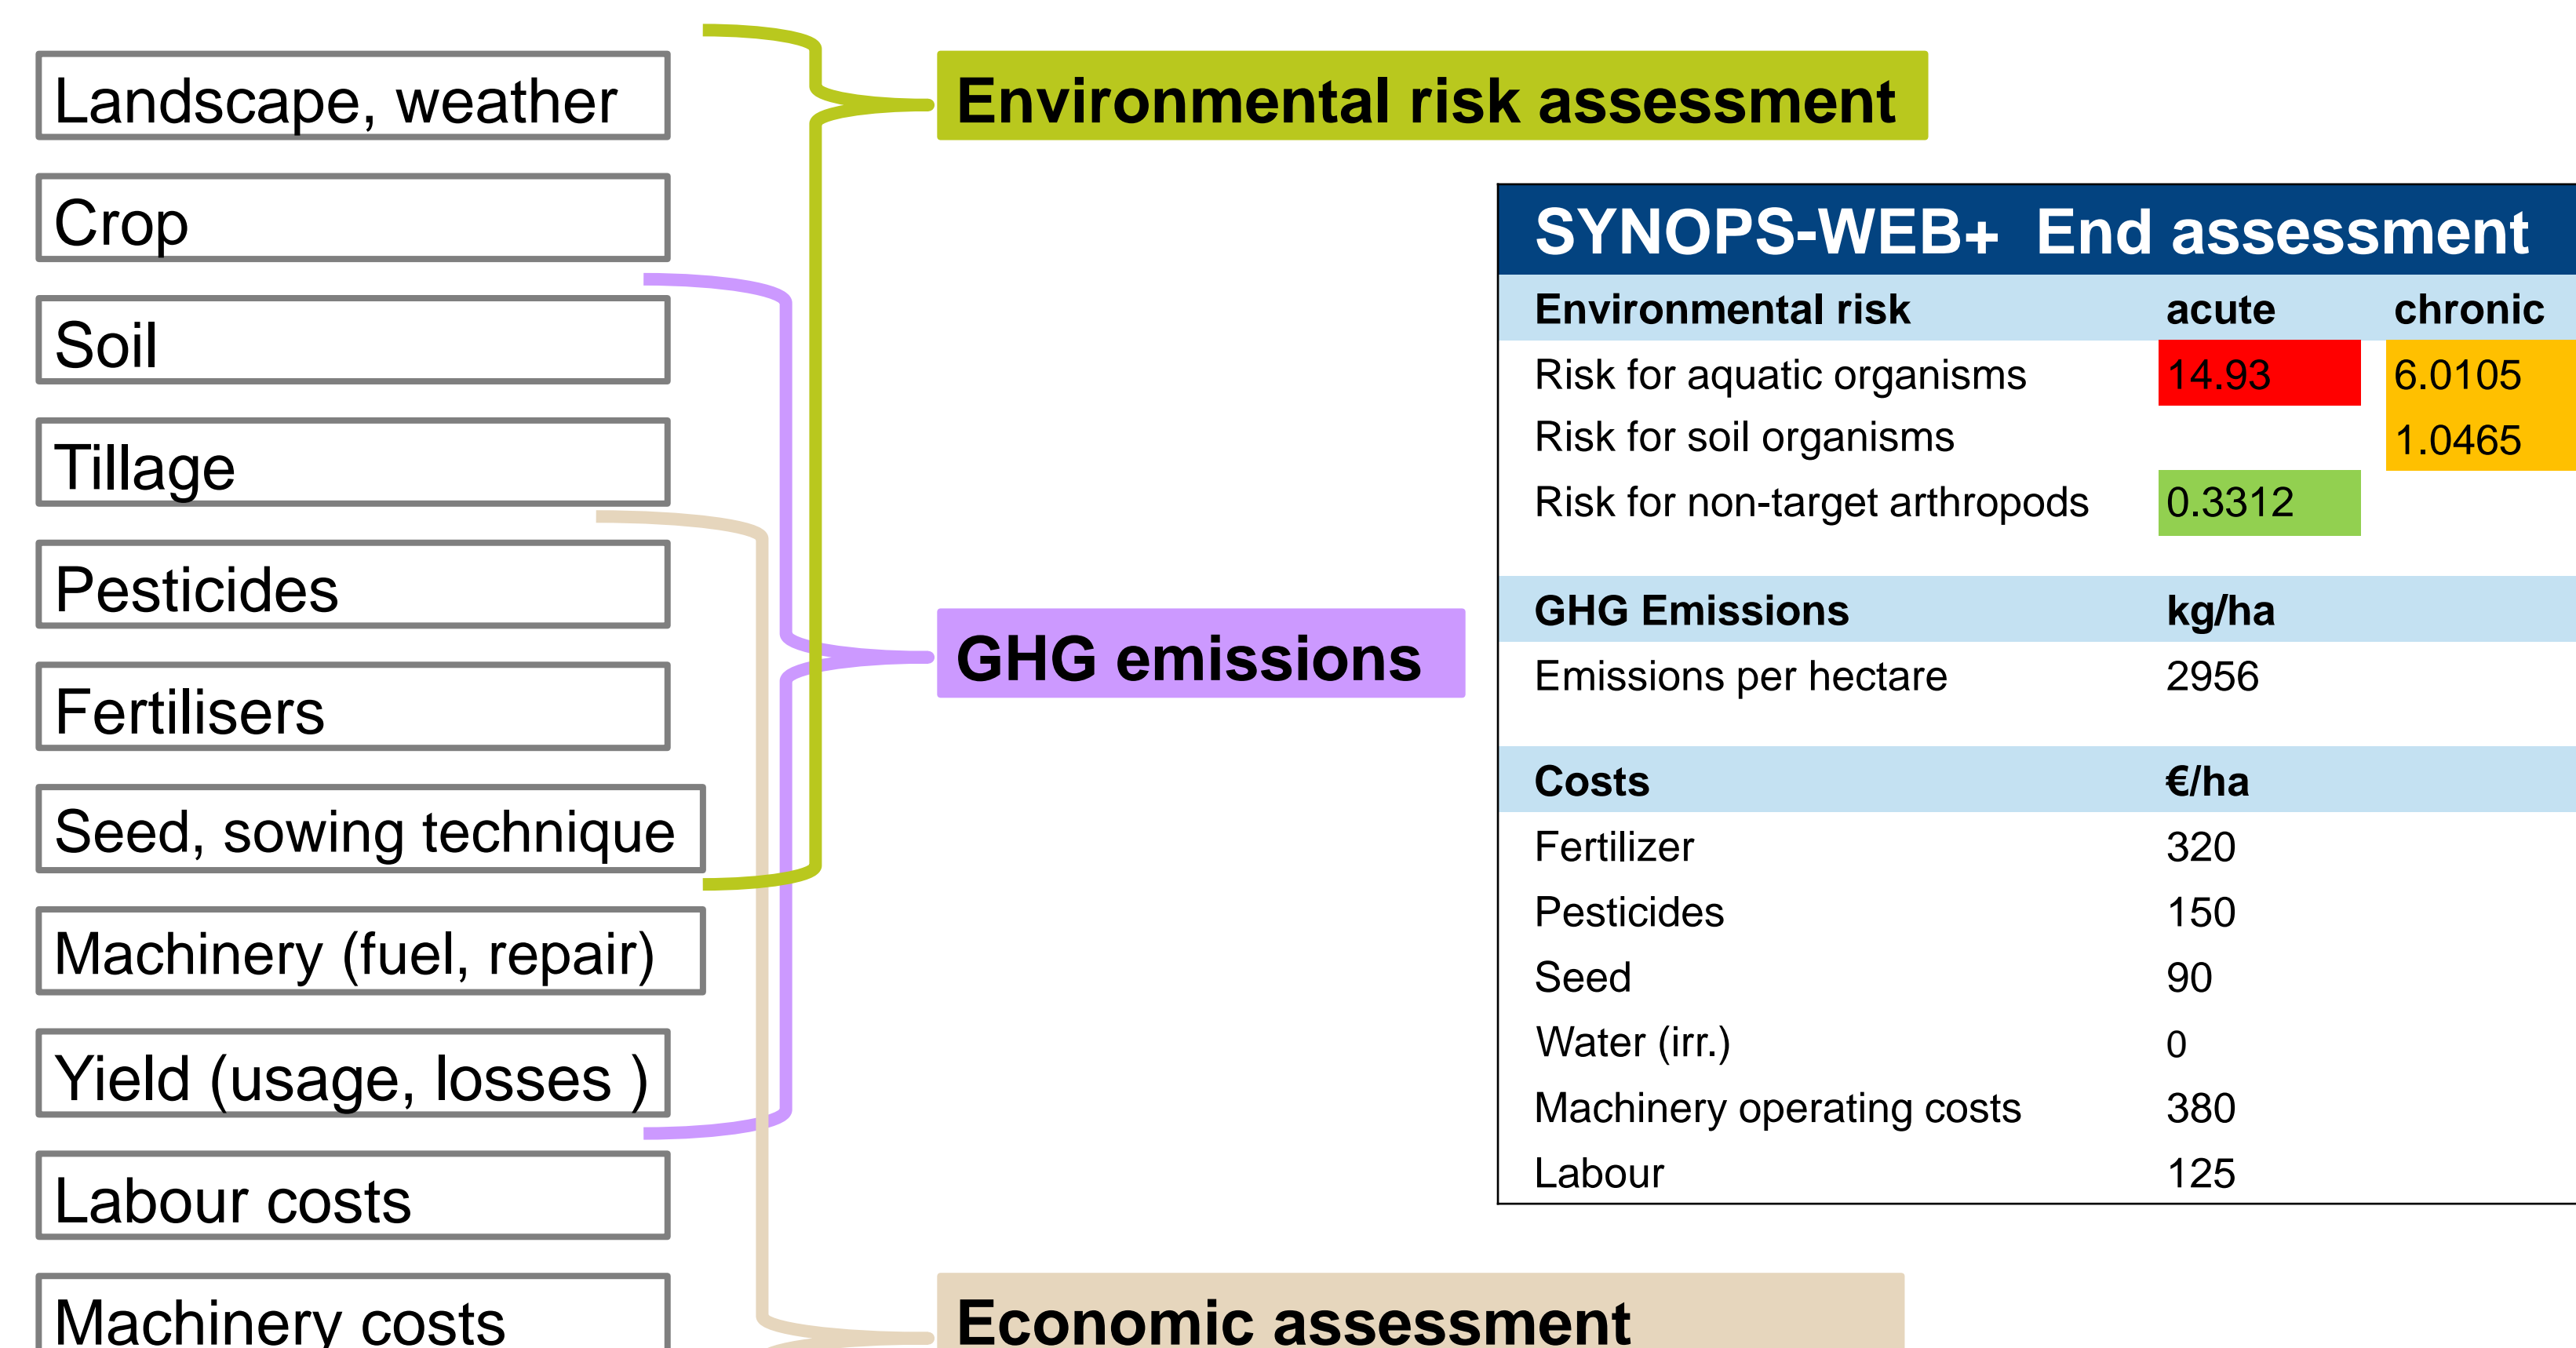 Landscape, weather
Crop
Soil
Tillage
Pesticides
Fertilisers
Seed, sowing technique
Machinery (fuel, repair)
Yield (usage, losses )
Labour costs
Machinery costs
Environmental risk assessment
GHG emissions
Economic assessment
SYNOPS-WEB+ End assessment
Environmental risk acute chronic
Risk for aquatic organisms 14.93 6.0105
Risk for soil organisms 1.0465
Risk for non-target arthropods 0.3312
GHG Emissions kg/ha
Emissions per hectare 2956
Costs €/ha
Fertilizer 320
Pesticides 150
Seed 90
Water (irr.) 0
Machinery operating costs 380
Labour 125